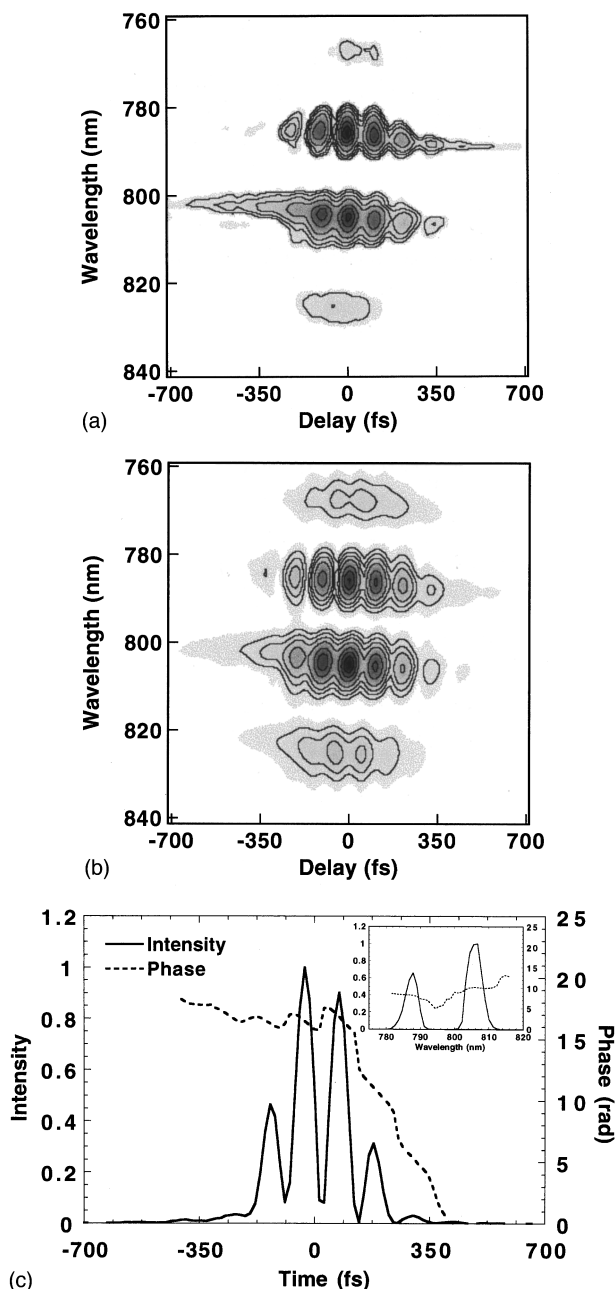 760
780
800
820
840
Wavelength (nm)
-700 -350 0 350 700
Delay (fs)
(a)
760
780
800
820
840
Wavelength (nm)
-700 -350 0 350 700
Delay (fs)
(b)
1.2
1
0.8
0.6
0.4
0.2
0
Intensity
Intensity
Phase
25
20
15
10
5
0
Phase (rad)
1.2
1
0.8
0.6
0.4
0.2
0
25
20
15
10
5
0
780 790 800 810 820
Wavelength (nm)
-700 -350 0 350 700
Time (fs)
(c)